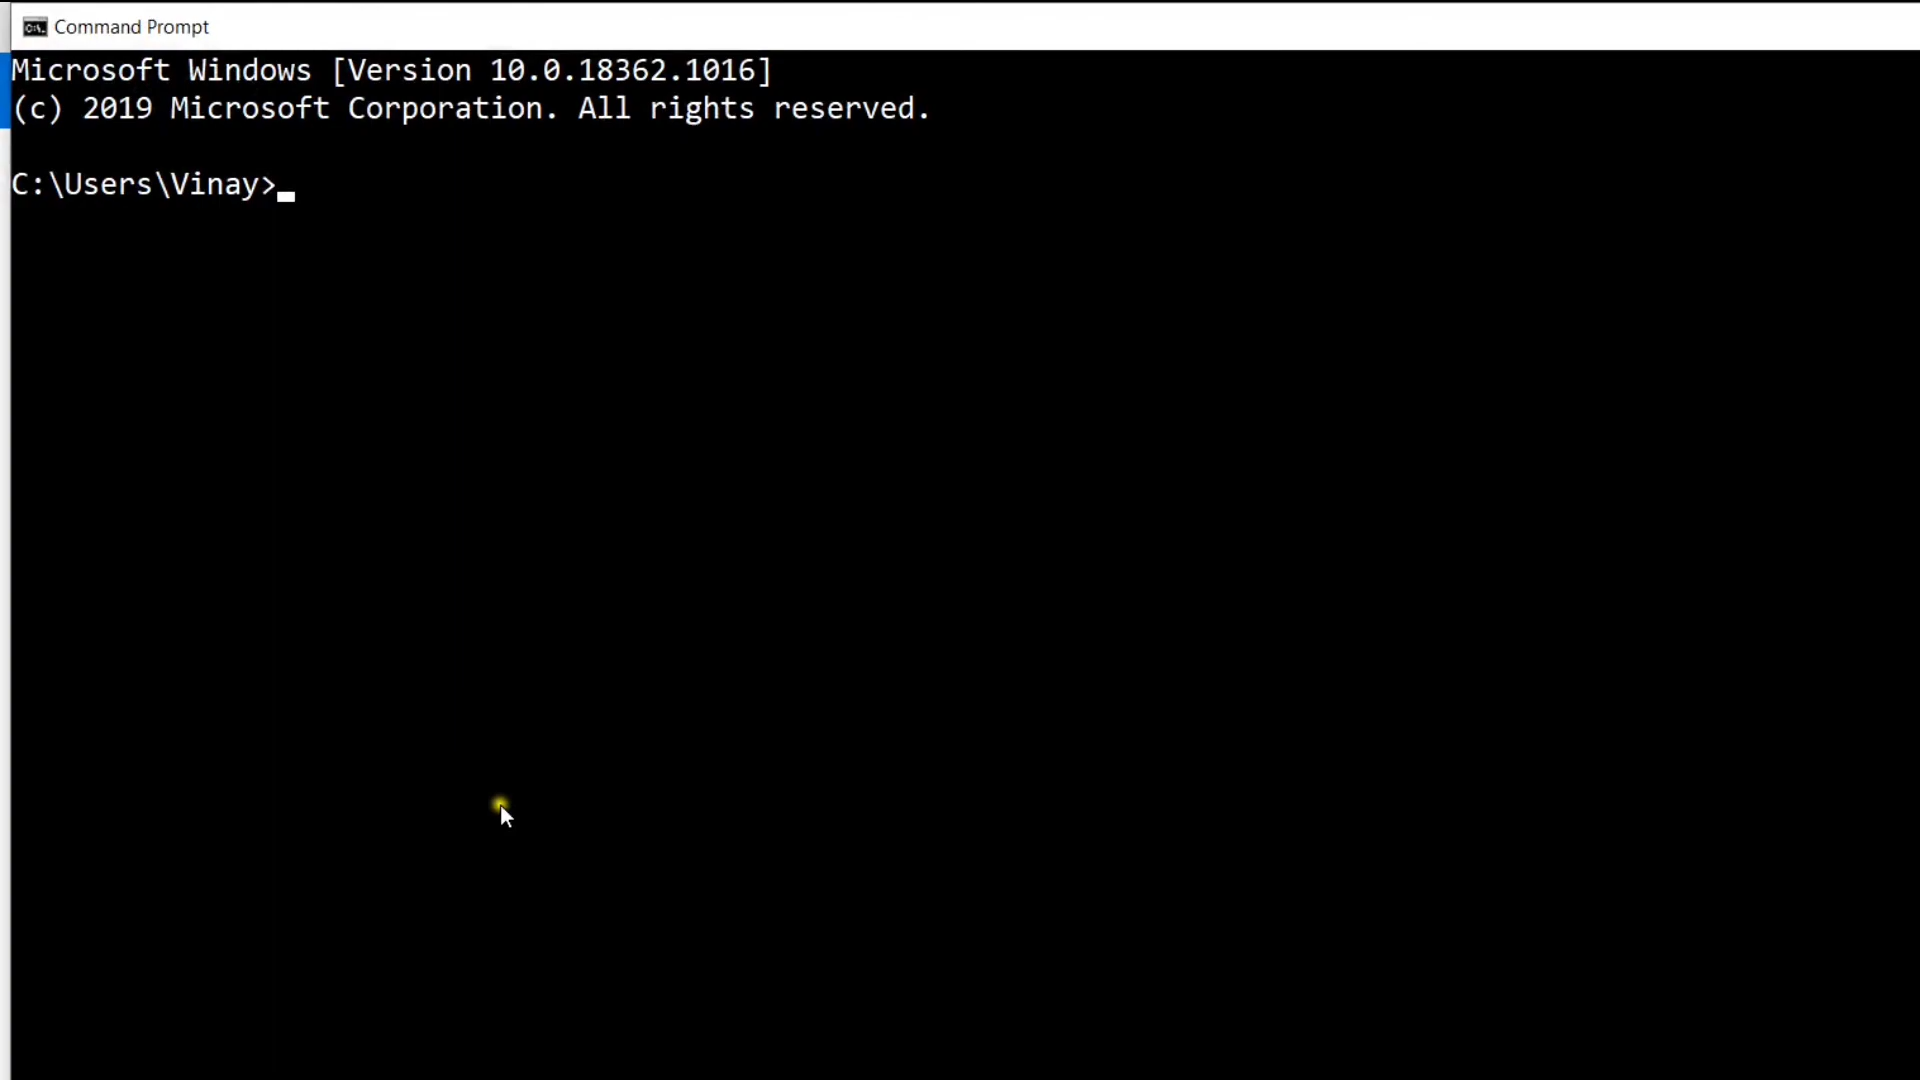 Command Prompt
Microsoft Windows [Version 10.0.18362.1016]
(c) 2019 Microsoft Corporation. All rights reserved.
C:\Users\Vinay>